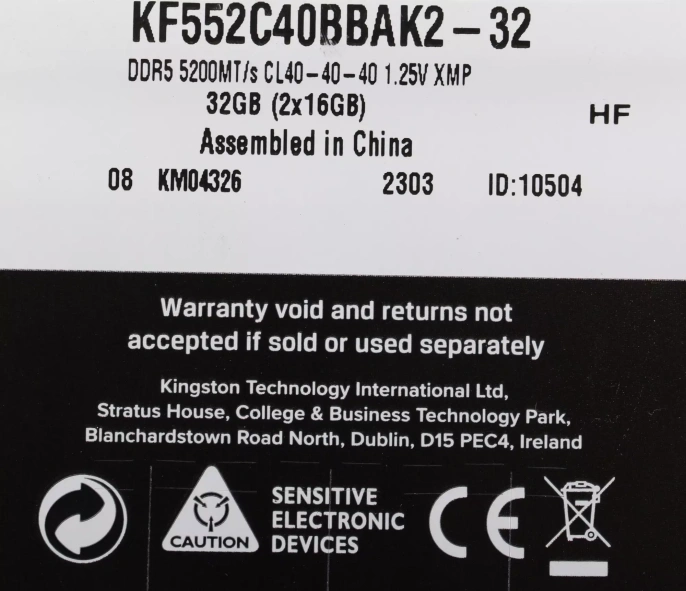 KF552C40BBAK2-32
DDR5 5200MT/s CL40-40-40 1.25V XMP
32GB (2x16GB)
HF
Assembled in China
08 KM04326 2303 ID:10504
Warranty void and returns not
accepted if sold or used separately
Kingston Technology International Ltd,
Stratus House, College & Business Technology Park,
Blanchardstown Road North, Dublin, D15 PEC4, Ireland
CAUTION
SENSITIVE
ELECTRONIC
DEVICES
CE